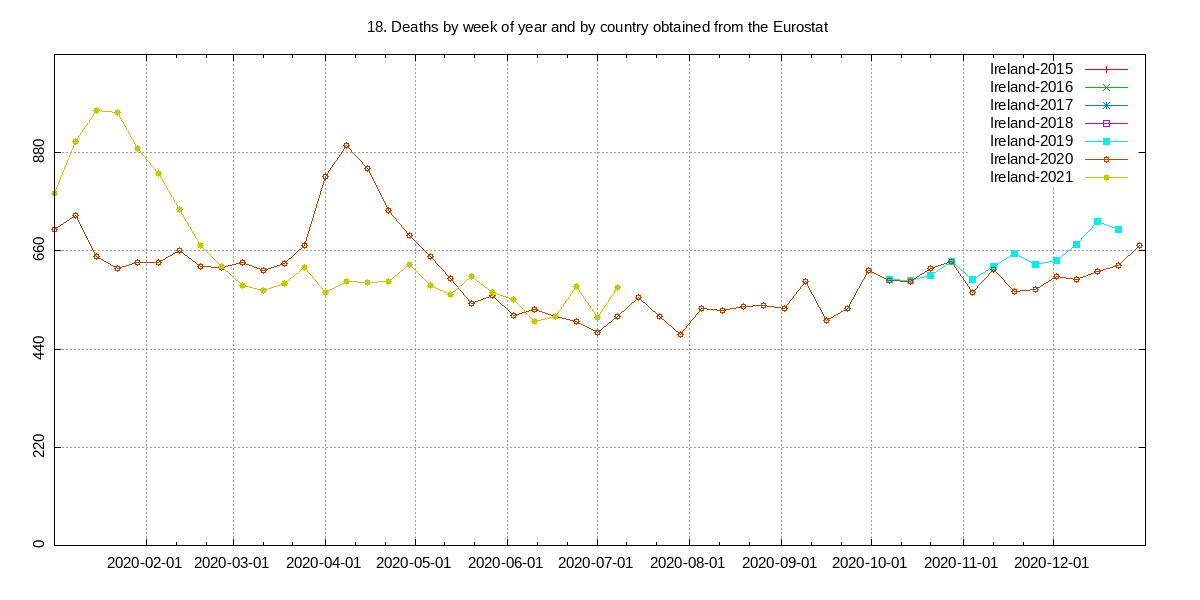 18. Deaths by week of year and by country obtained from the Eurostat
Ireland-2015
Ireland-2016
Ireland-2017
Ireland-2018
Ireland-2019
Ireland-2020
Ireland-2021
880
660
440
220
0
2020-02-01 2020-03-01 2020-04-01 2020-05-01 2020-06-01 2020-07-01 2020-08-01 2020-09-01 2020-10-01 2020-11-01 2020-12-01